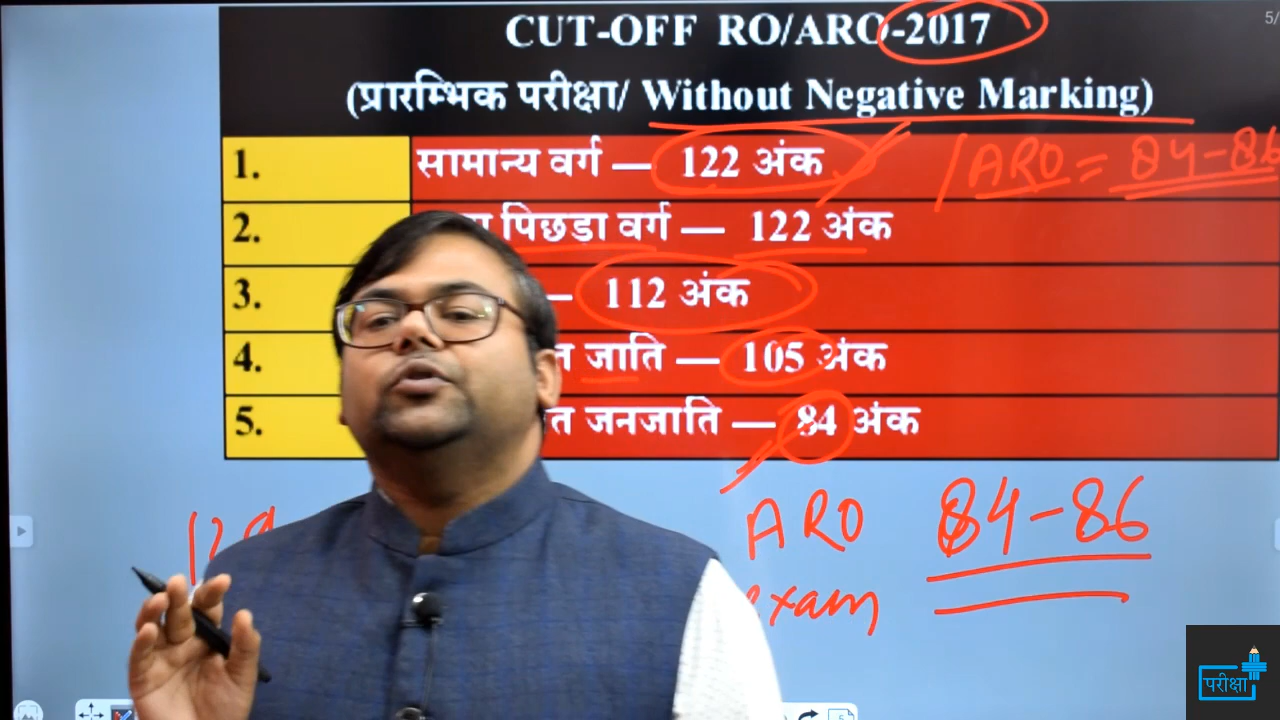 5/
CUT-OFF RO/ARO-2017
(प्रारम्भिक परीक्षा/ Without Negative Marking)
1. सामान्य वर्ग — 122 अंक / ARO = 84-86
2. पिछडा वर्ग — 122 अंक
3. — 112 अंक
4. जाति — 105 अंक
5. जनजाति — 84 अंक
ARO 84-86
exam
परीक्षा